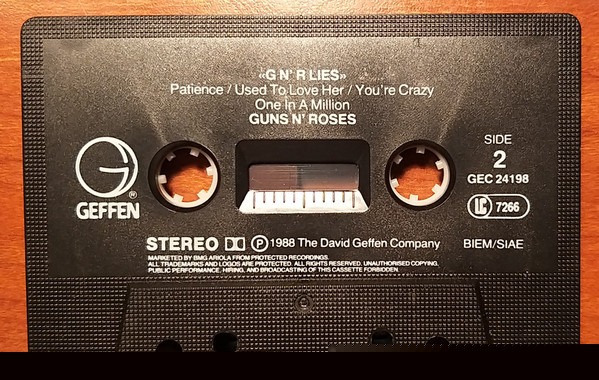 «G N' R LIES»
Patience / Used To Love Her / You're Crazy
One In A Million
GUNS N' ROSES
SIDE
2
GEC 24198
LC 7266
BIEM/SIAE
G ®
GEFFEN
STEREO ℗ 1988 The David Geffen Company
MARKETED BY BMG ARIOLA FROM PROTECTED RECORDINGS.
ALL TRADEMARKS AND LOGOS ARE PROTECTED. ALL RIGHTS RESERVED. UNAUTHORISED COPYING,
PUBLIC PERFORMANCE, HIRING, AND BROADCASTING OF THIS CASSETTE FORBIDDEN.